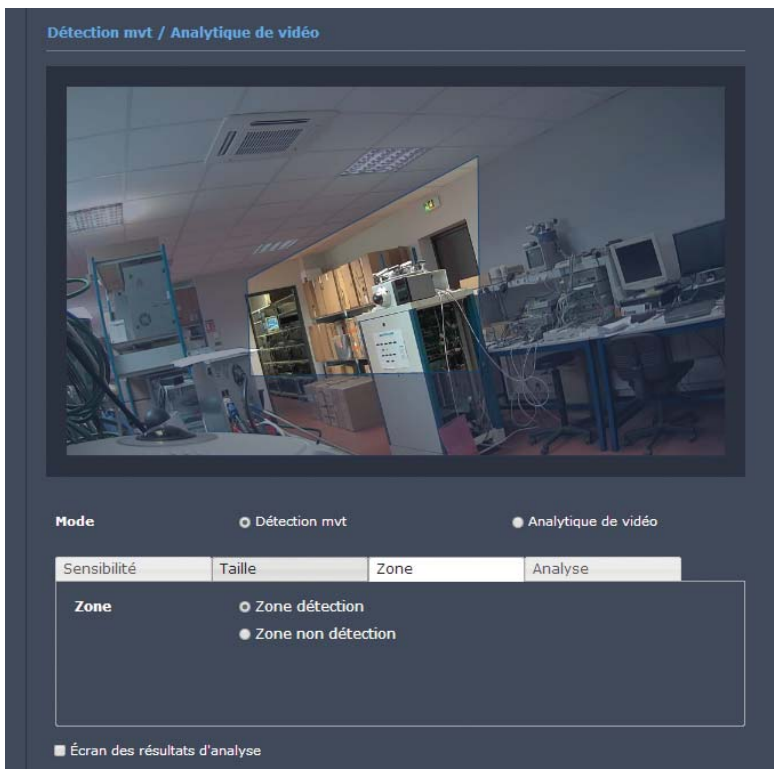 Détection mvt / Analytique de vidéo
Mode Détection mvt Analytique de vidéo
Sensibilité Taille Zone Analyse
Zone Zone détection
Zone non détection
Écran des résultats d'analyse